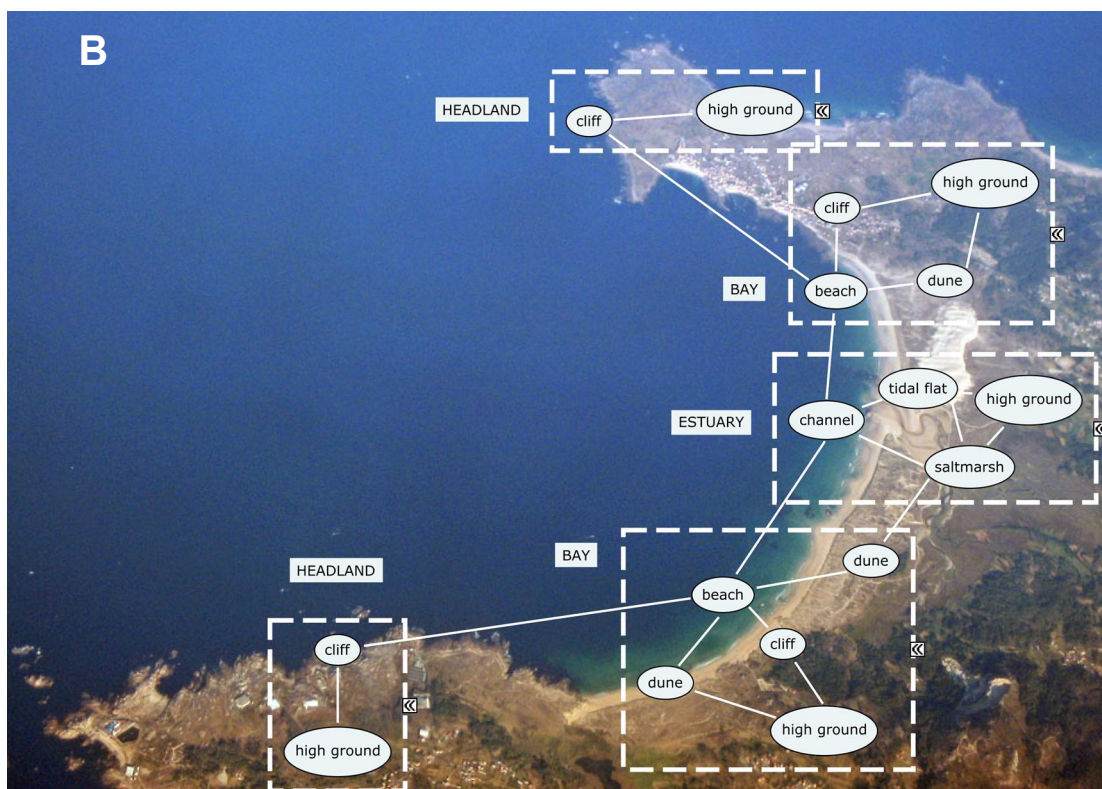 B
HEADLAND
cliff
high ground
high ground
cliff
BAY
beach
dune
tidal flat
high ground
ESTUARY
channel
saltmarsh
BAY
dune
HEADLAND
beach
cliff
cliff
dune
high ground
high ground